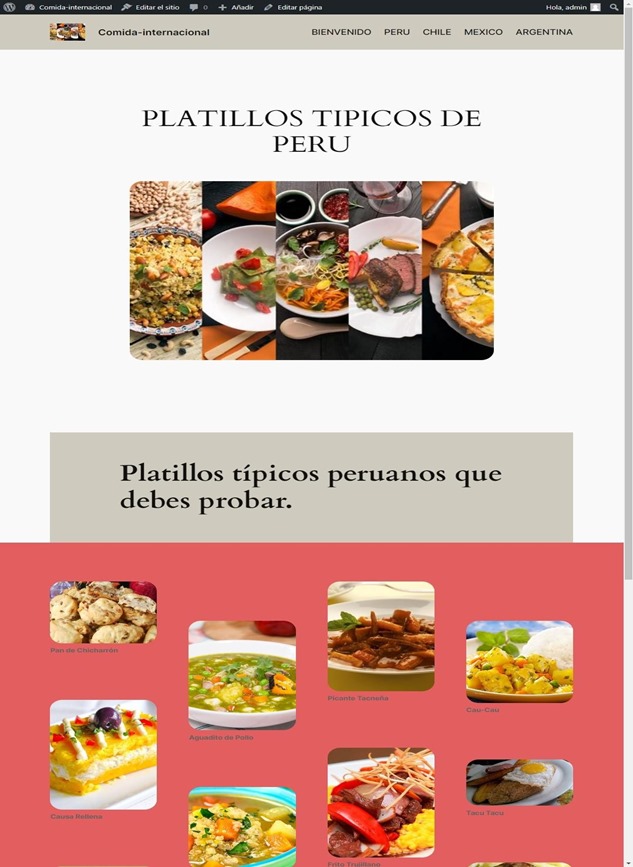 Comida-internacional Editar el sitio 0 Añadir Editar página Hola, admin
Comida-internacional BIENVENIDO PERU CHILE MEXICO ARGENTINA
PLATILLOS TIPICOS DE
PERU
Platillos típicos peruanos que
debes probar.
Pan de Chicharrón
Picante Tacneña
Cau-Cau
Aguadito de Pollo
Causa Rellena
Tacu Tacu
Frito Trujillano